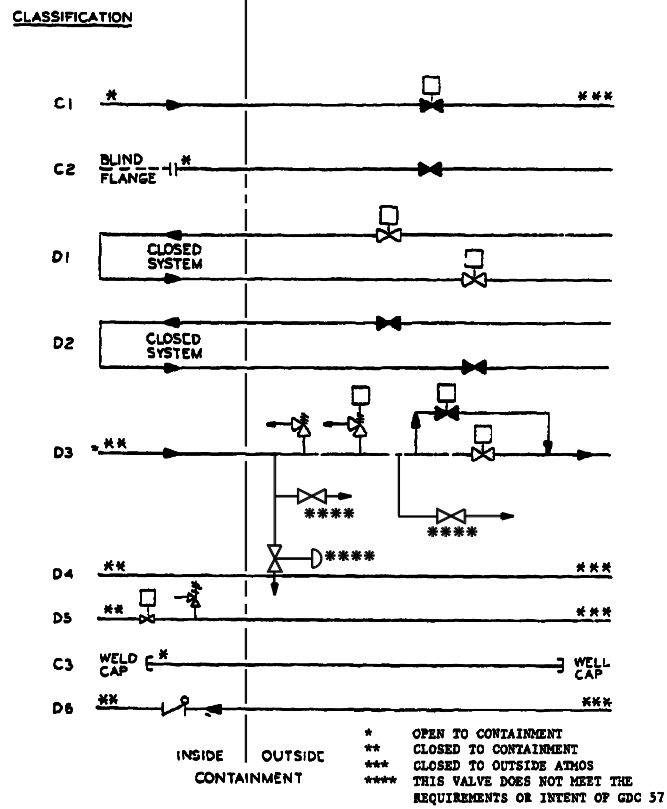 CLASSIFICATION
C1 * ***
C2 BLIND FLANGE *
D1 CLOSED SYSTEM
D2 CLOSED SYSTEM
D3 **
****
****
****
D4 ** ***
D5 ** ***
C3 WELD CAP * WELL CAP
D6 ** ***
INSIDE OUTSIDE
CONTAINMENT
* OPEN TO CONTAINMENT
** CLOSED TO CONTAINMENT
*** CLOSED TO OUTSIDE ATMOS
**** THIS VALVE DOES NOT MEET THE
REQUIREMENTS OR INTENT OF GDC 57